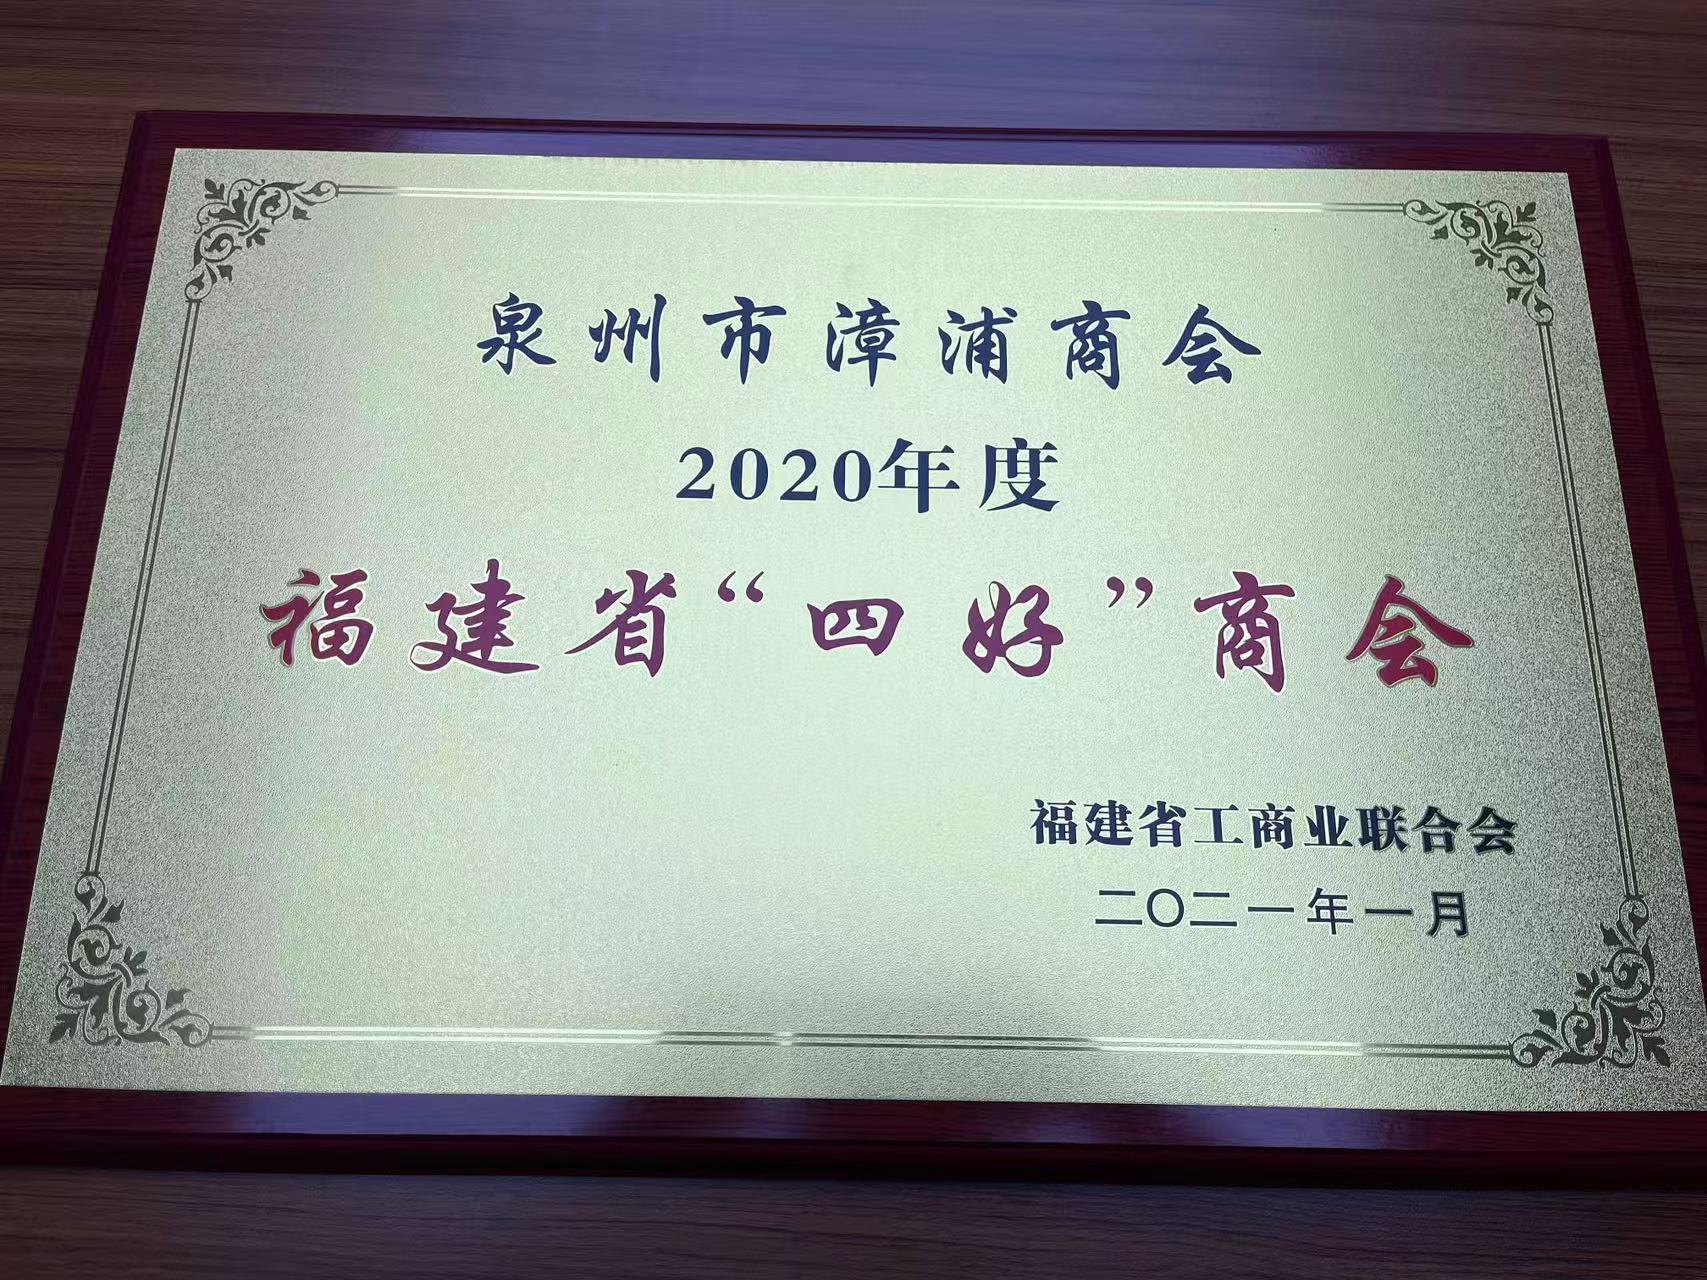 泉州市漳浦商会
2020年度
福建省“四好”商会
福建省工商业联合会
二〇二一年一月